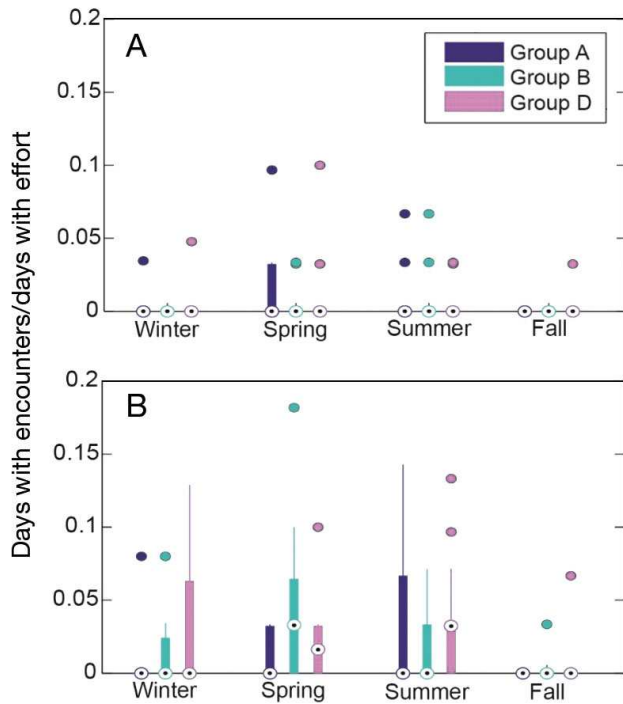 Days with encounters/days with effort
A
Group A
Group B
Group D
0.2
0.15
0.1
0.05
0
Winter Spring Summer Fall
B
0.2
0.15
0.1
0.05
0
Winter Spring Summer Fall